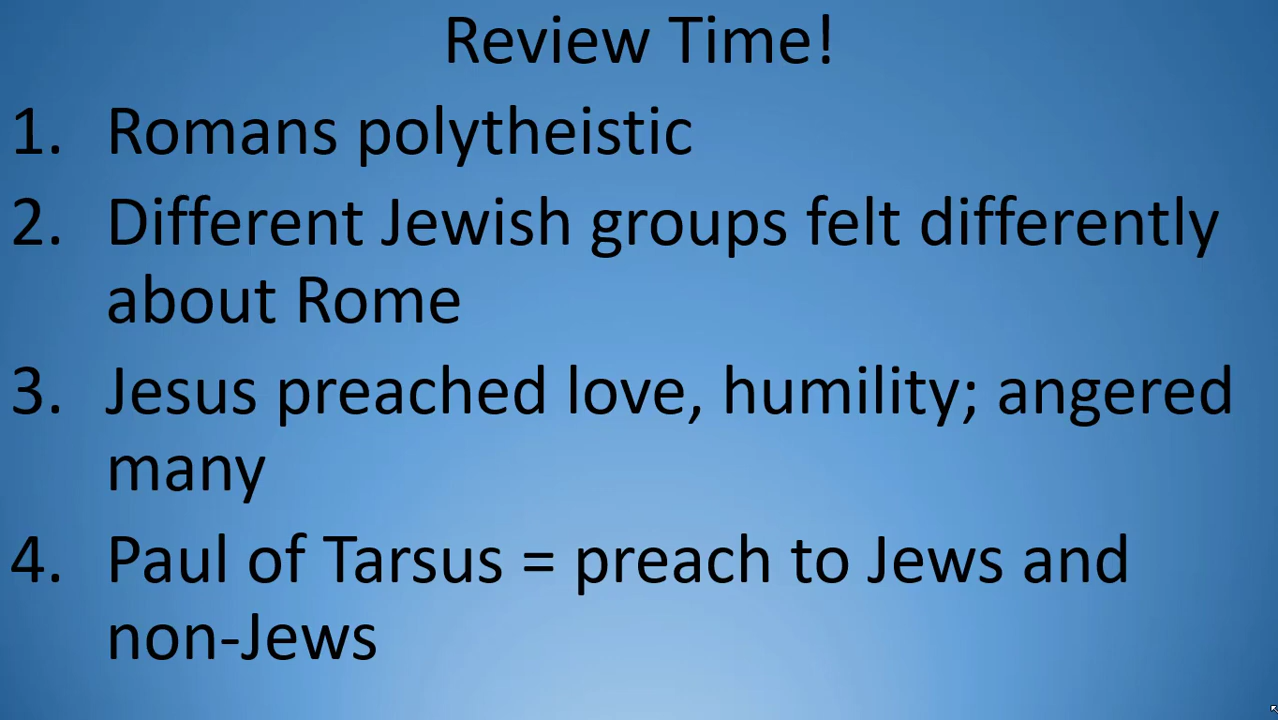 Review Time!
1. Romans polytheistic
2. Different Jewish groups felt differently
about Rome
3. Jesus preached love, humility; angered
many
4. Paul of Tarsus = preach to Jews and
non-Jews